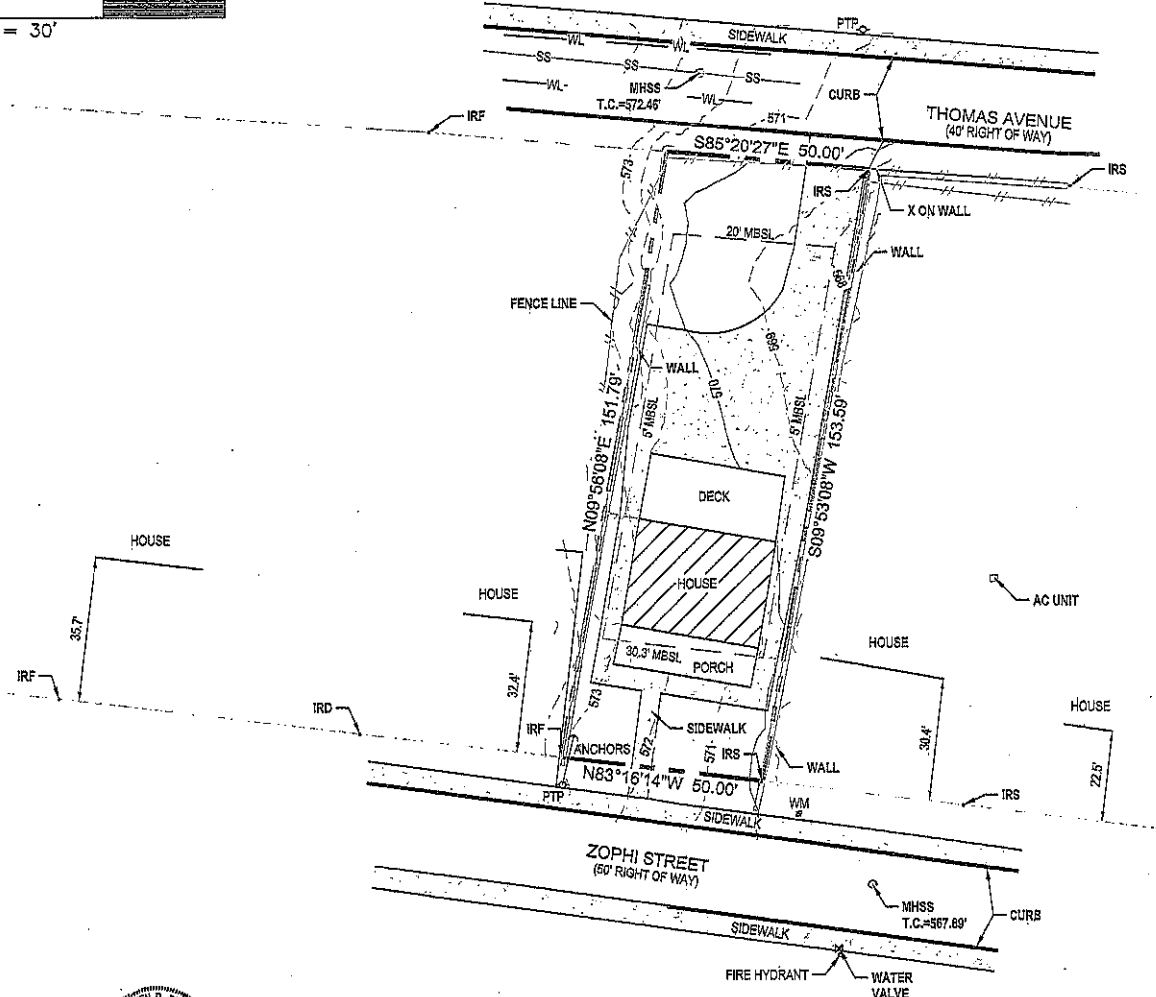 = 30'
PTP
SIDEWALK
WL
WL
WL
SS
SS
SS
MHSS
T.C.=572.46'
WL
WL
CURB
THOMAS AVENUE
(40' RIGHT OF WAY)
571
IRF
S85°20'27"E 50.00'
573
IRS
IRS
X ON WALL
20' MBSL
WALL
568
FENCE LINE
569
WALL
570
5' MBSL
5' MBSL
N09°58'08"E 151.79'
S09°53'08"W 153.59'
DECK
HOUSE
HOUSE
AC UNIT
HOUSE
35.7'
HOUSE
32.4'
30.3' MBSL
PORCH
IRF
573
HOUSE
30.4'
IRD
SIDEWALK
IRF
572
571
IRS
ANCHORS
WALL
22.5'
N83°16'14"W 50.00'
IRS
PTP
WM
SIDEWALK
ZOPHI STREET
(50' RIGHT OF WAY)
MHSS
T.C.=567.69'
CURB
SIDEWALK
FIRE HYDRANT
WATER
VALVE